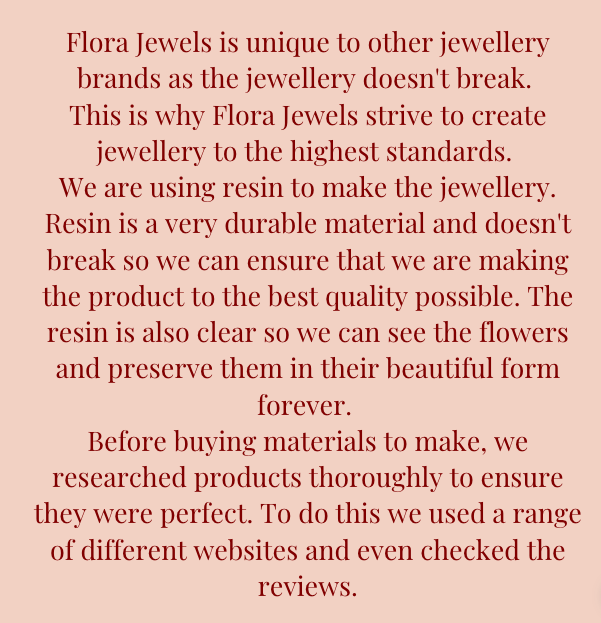 Flora Jewels is unique to other jewellery
brands as the jewellery doesn't break.
This is why Flora Jewels strive to create
jewellery to the highest standards.
We are using resin to make the jewellery.
Resin is a very durable material and doesn't
break so we can ensure that we are making
the product to the best quality possible. The
resin is also clear so we can see the flowers
and preserve them in their beautiful form
forever.
Before buying materials to make, we
researched products thoroughly to ensure
they were perfect. To do this we used a range
of different websites and even checked the
reviews.